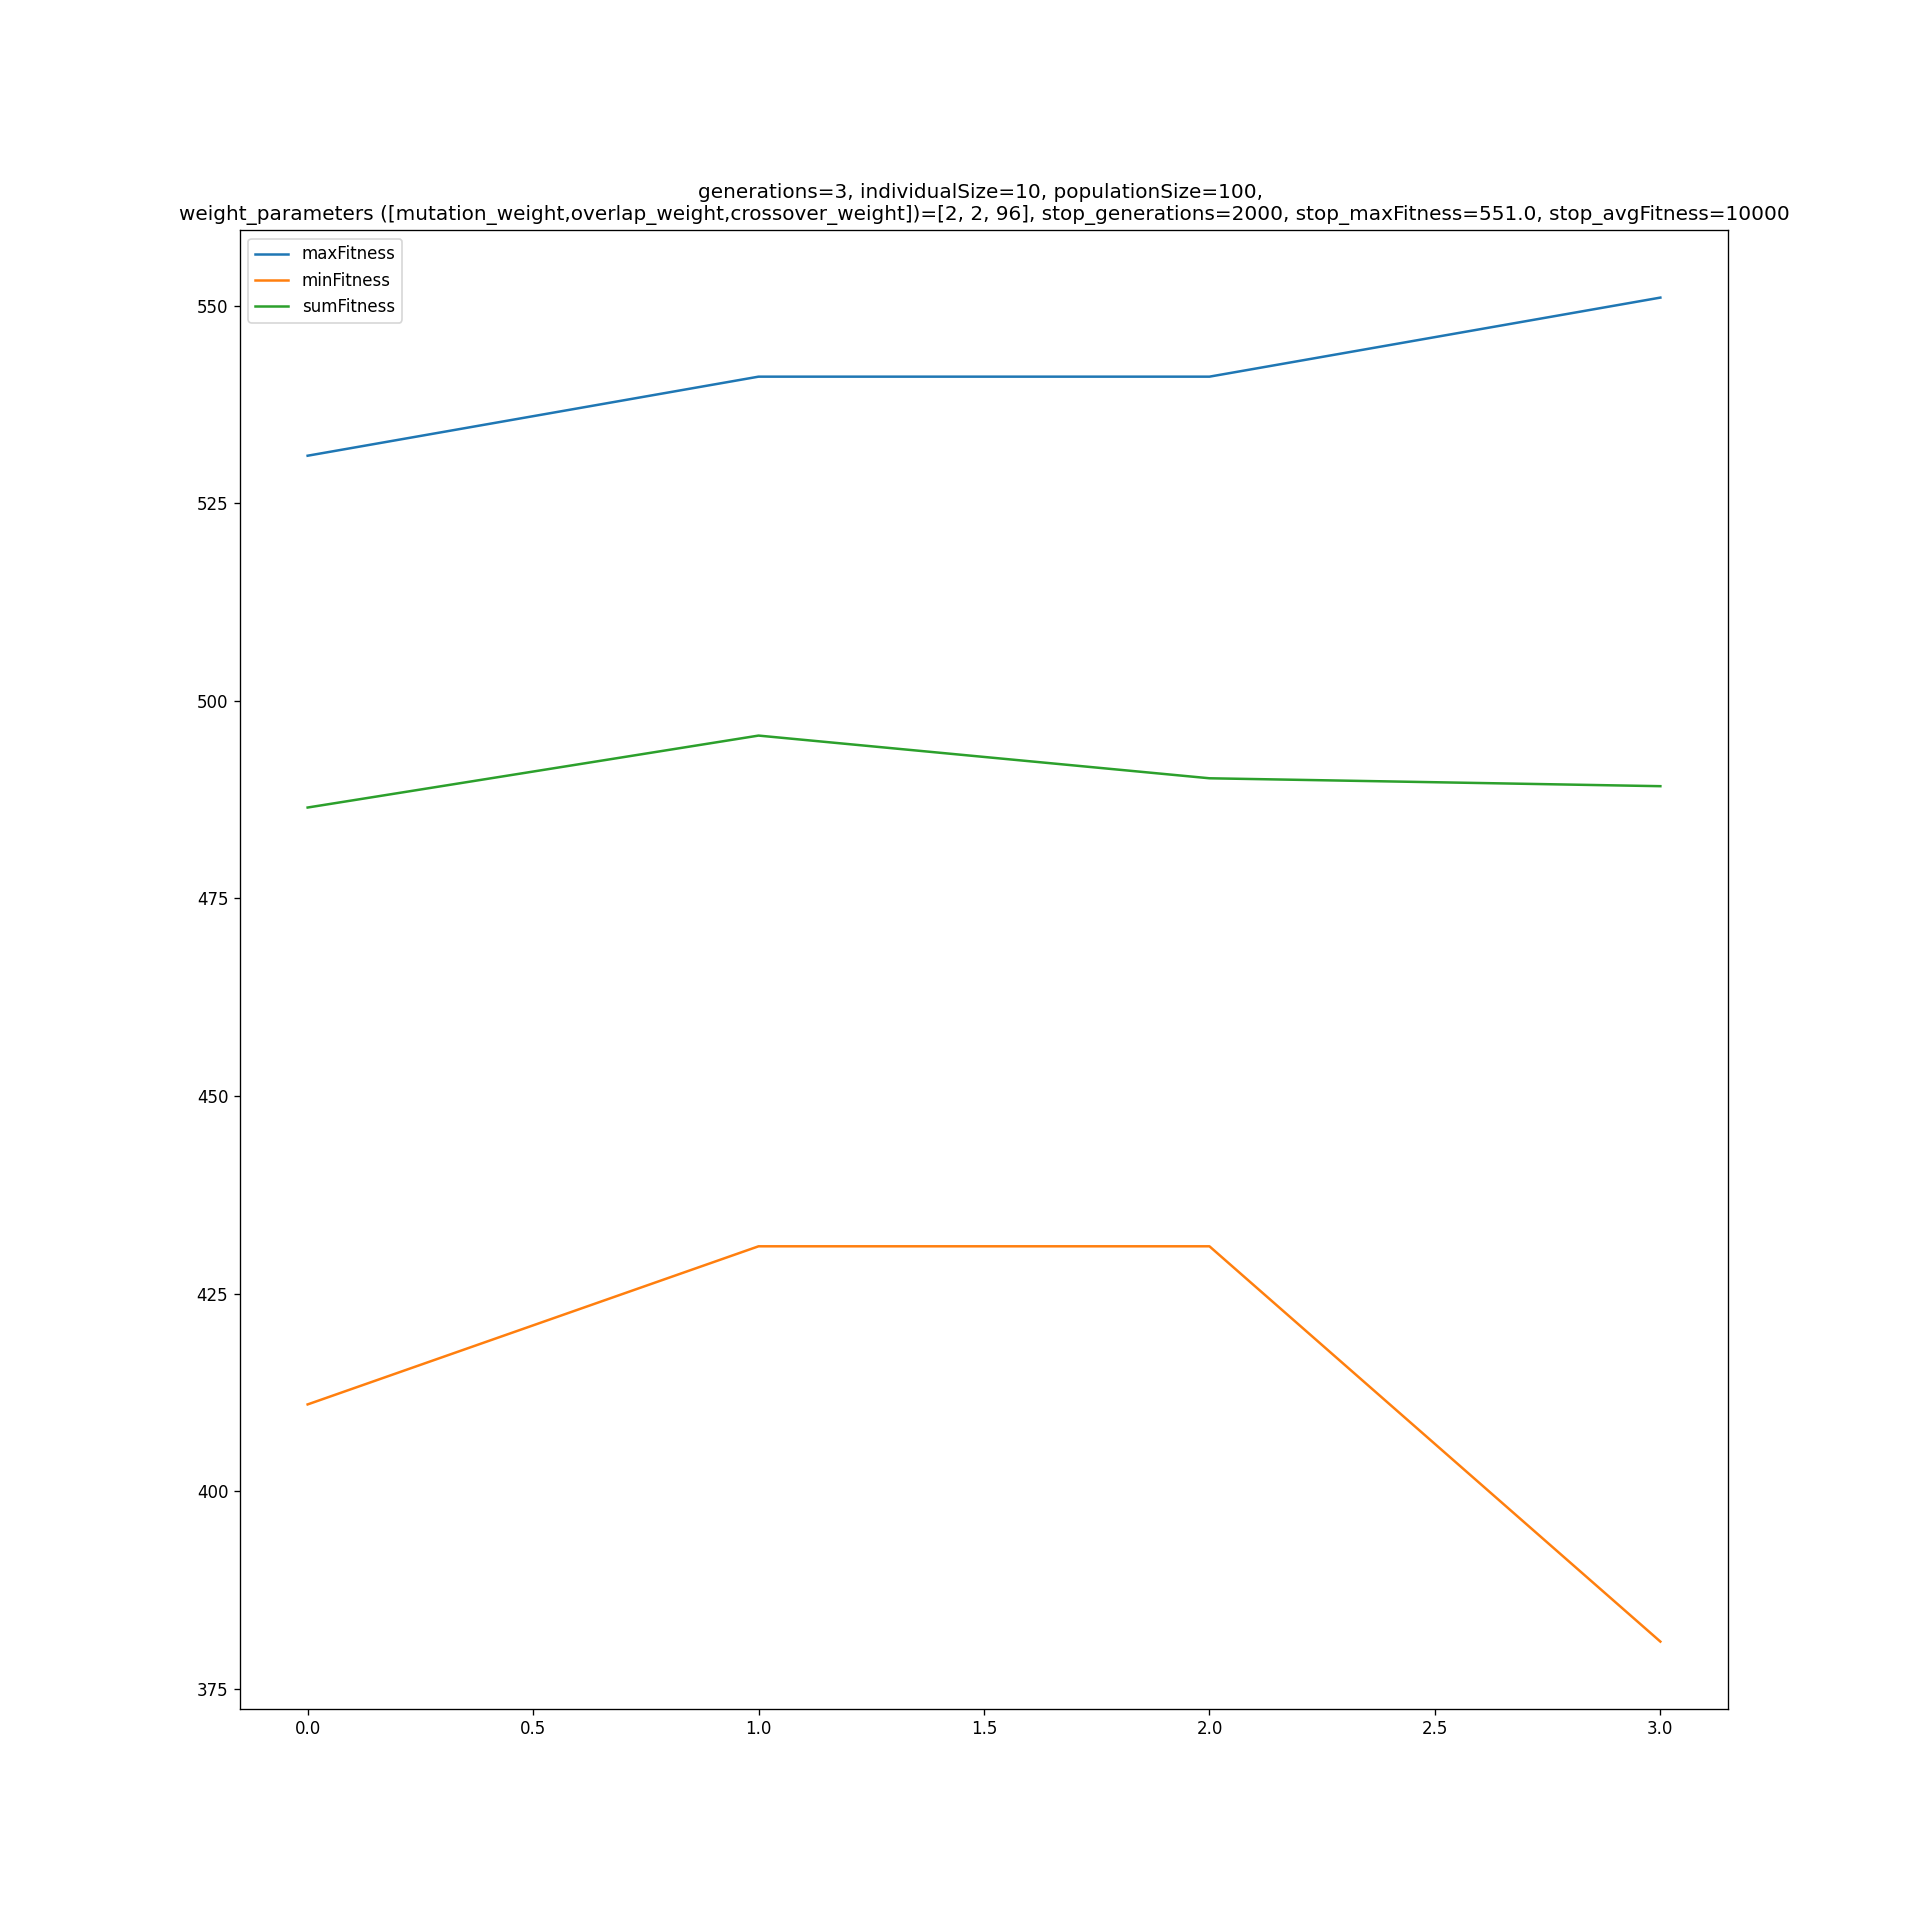 generations=3, individualSize=10, populationSize=100,
weight_parameters ([mutation_weight,overlap_weight,crossover_weight])=[2, 2, 96], stop_generations=2000, stop_maxFitness=551.0, stop_avgFitness=10000
maxFitness
minFitness
sumFitness
550
525
500
475
450
425
400
375
0.0 0.5 1.0 1.5 2.0 2.5 3.0